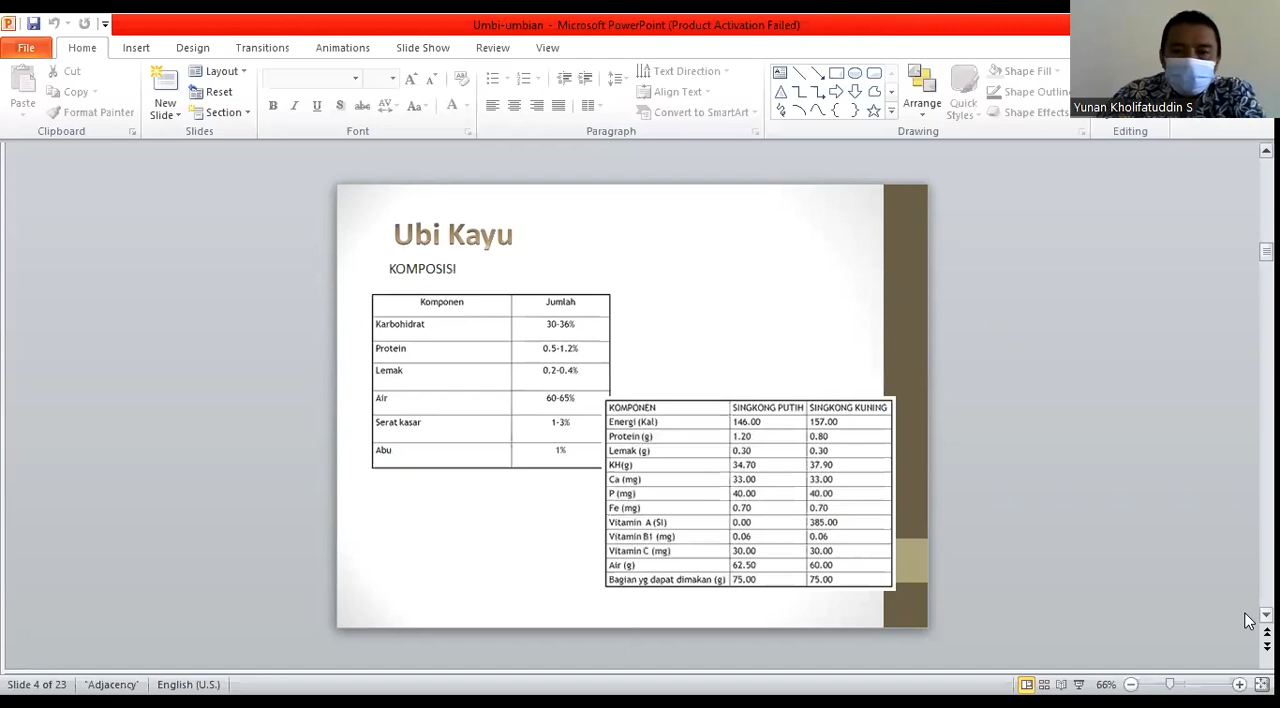 Umbi-umbian - Microsoft PowerPoint (Product Activation Failed)
File Home Insert Design Transitions Animations Slide Show Review View
Paste
Cut
Copy
Format Painter
Clipboard
New Slide
Layout
Reset
Section
Slides
Font
Text Direction
Align Text
Convert to SmartArt
Paragraph
Arrange
Quick Styles
Shape Fill
Shape Outlin
Shape Effects
Drawing
Editing
Yunan Kholifatuddin S
Ubi Kayu
KOMPOSISI
Komponen Jumlah
Karbohidrat 30-36%
Protein 0.5-1.2%
Lemak 0.2-0.4%
Air 60-65%
Serat kasar 1-3%
Abu 1%
KOMPONEN SINGKONG PUTIH SINGKONG KUNING
Energi (Kal) 146.00 157.00
Protein (g) 1.20 0.80
Lemak (g) 0.30 0.30
KH(g) 34.70 37.90
Ca (mg) 33.00 33.00
P (mg) 40.00 40.00
Fe (mg) 0.70 0.70
Vitamin A (SI) 0.00 385.00
Vitamin B1 (mg) 0.06 0.06
Vitamin C (mg) 30.00 30.00
Air (g) 62.50 60.00
Bagian yg dapat dimakan (g) 75.00 75.00
Slide 4 of 23 "Adjacency" English (U.S.) 66%